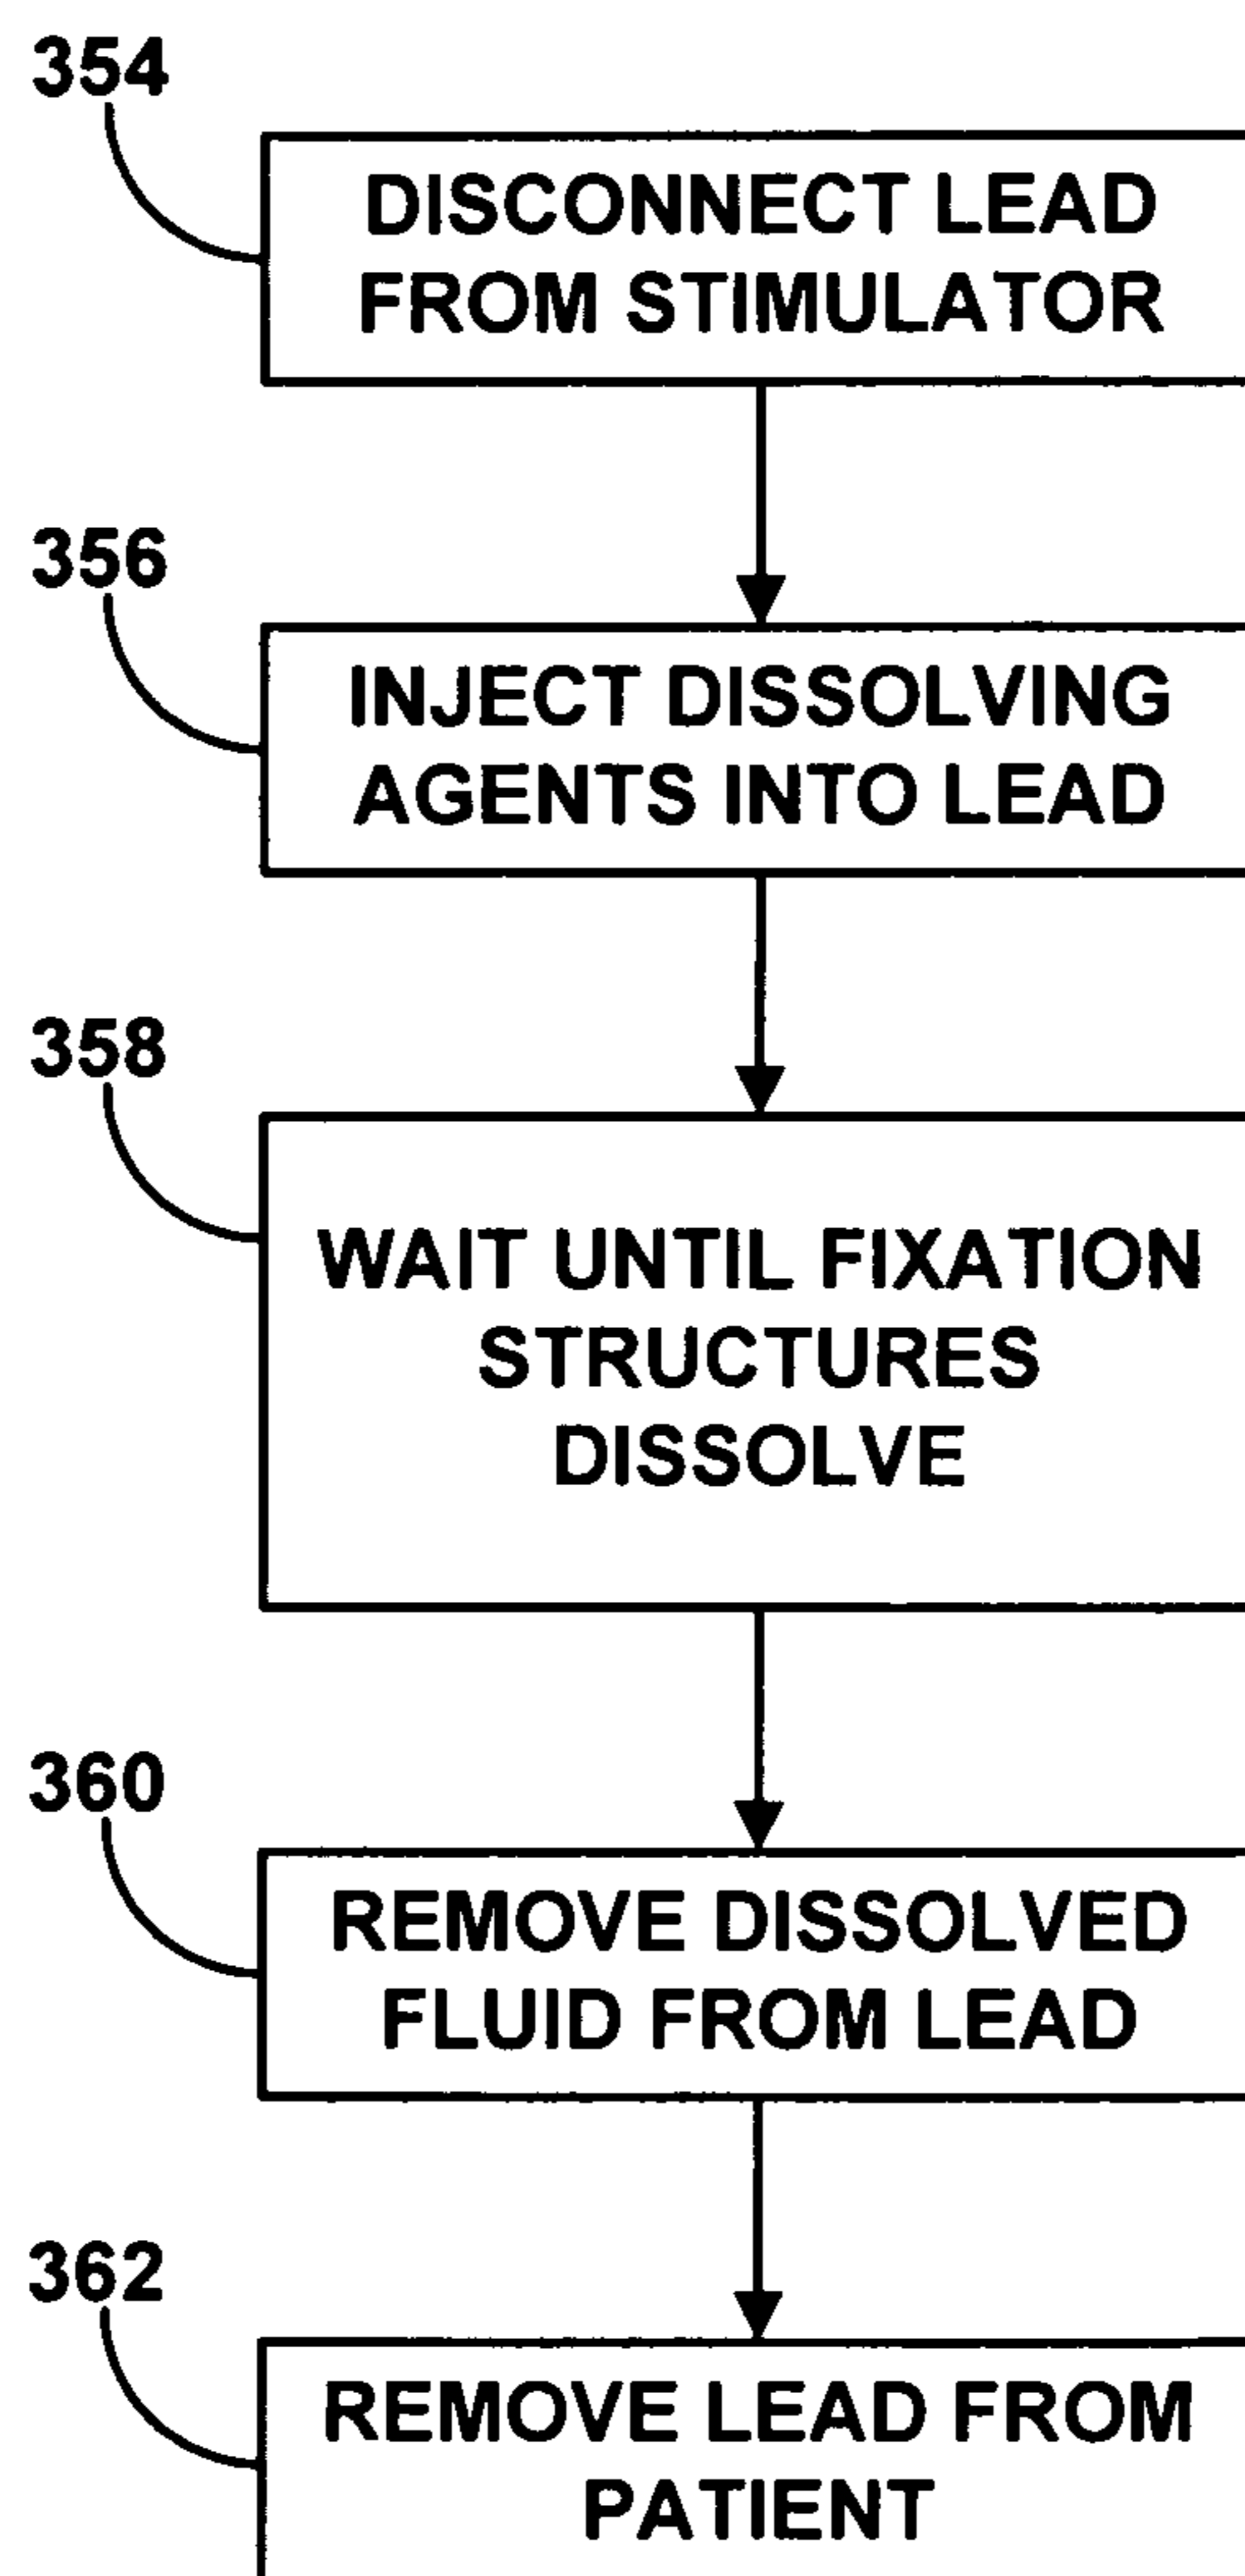 354
DISCONNECT LEAD
FROM STIMULATOR
356
INJECT DISSOLVING
AGENTS INTO LEAD
358
WAIT UNTIL FIXATION
STRUCTURES
DISSOLVE
360
REMOVE DISSOLVED
FLUID FROM LEAD
362
REMOVE LEAD FROM
PATIENT